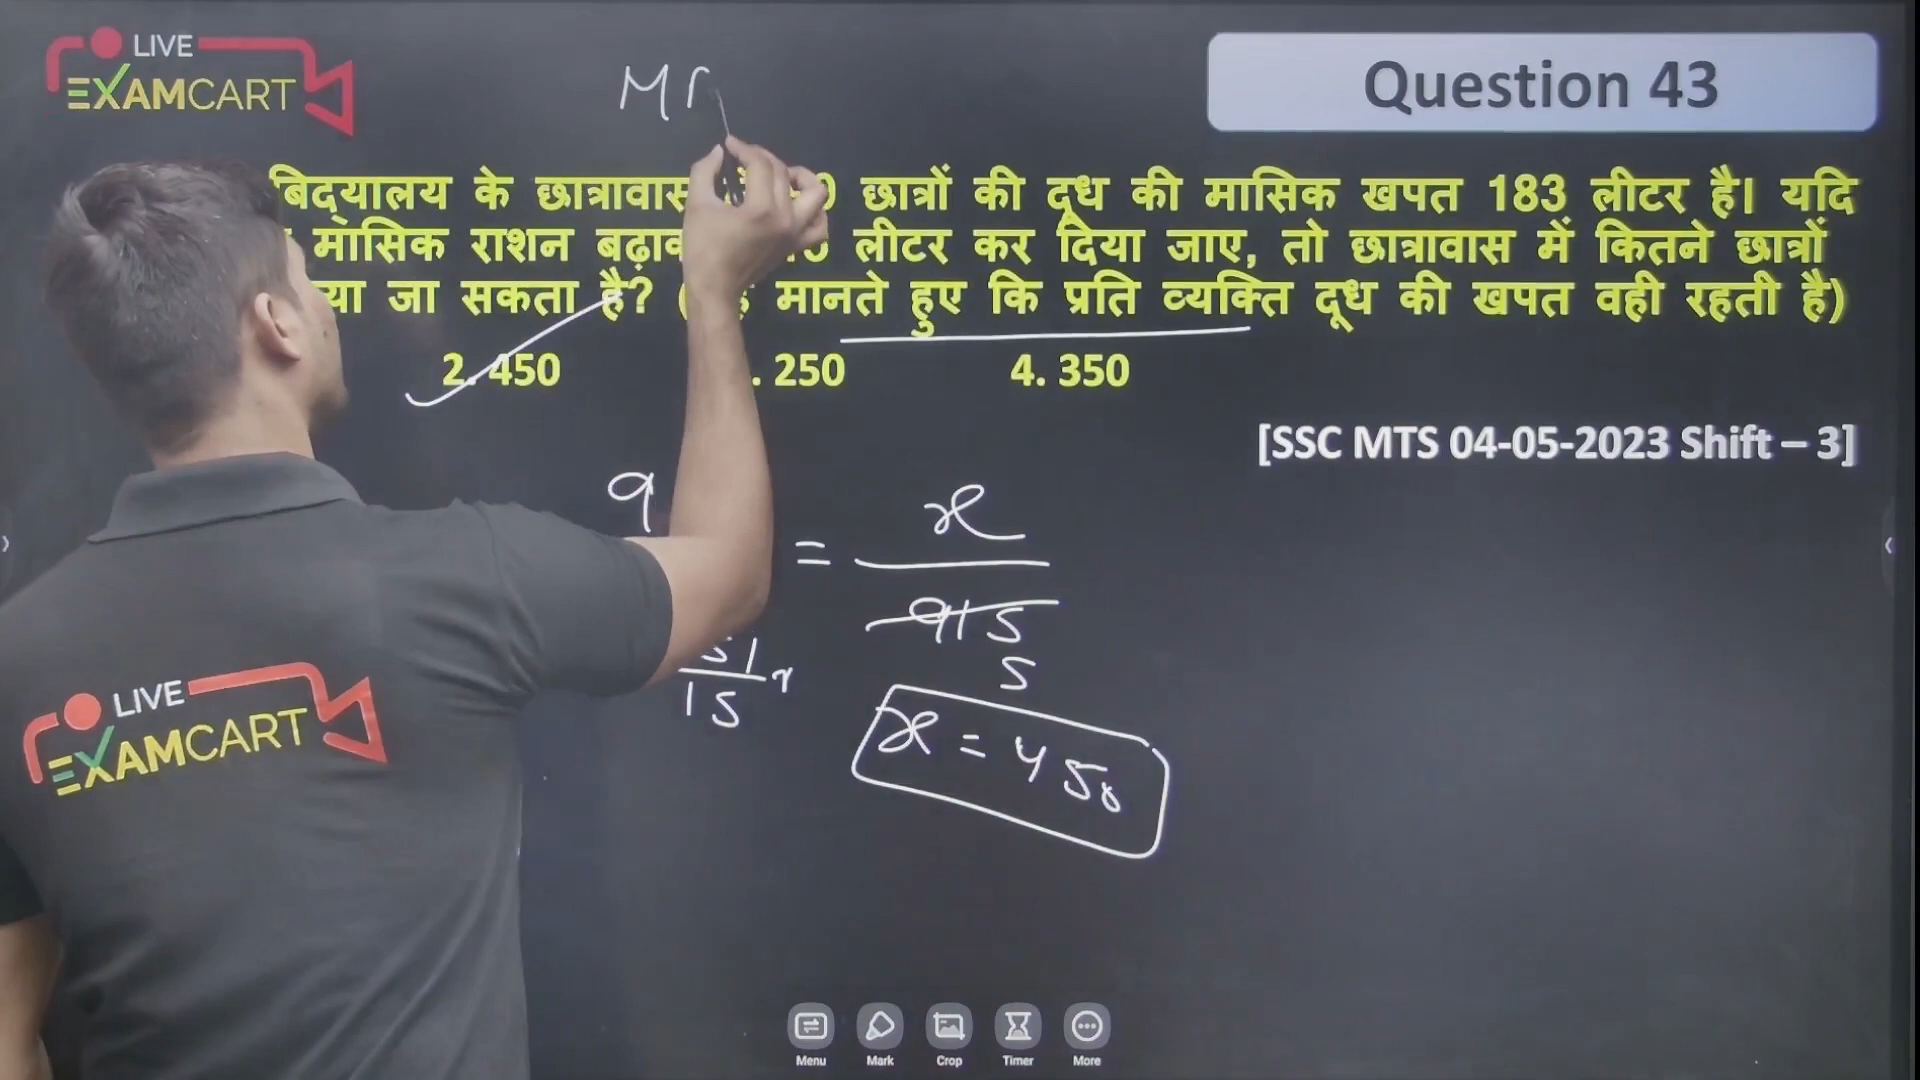 LIVE
EXAMCART
M
Question 43
बिद्यालय के छात्रावास छात्रों की दूध की मासिक खपत 183 लीटर है। यदि
मासिक राशन लीटर कर दिया जाए, तो छात्रावास में कितने छात्रों
जा सकता है? मानते हुए कि प्रति व्यक्ति दूध की खपत वही रहती है)
2. 450 . 250 4. 350
[SSC MTS 04-05-2023 Shift – 3]
9
= x
915
5
15
x = 450
LIVE
EXAMCART
Menu Mark Crop Timer More